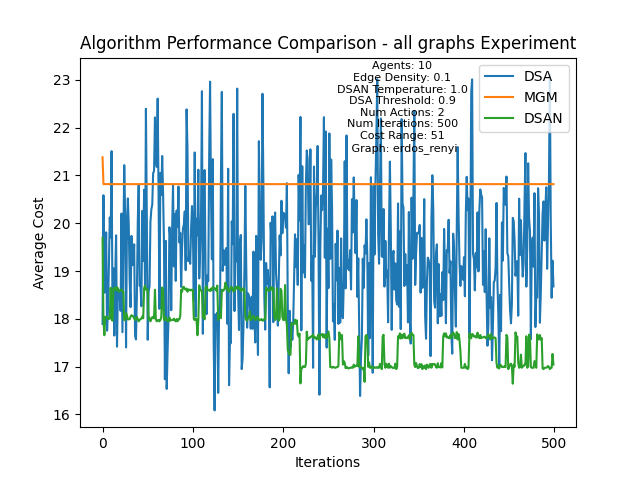 Algorithm Performance Comparison - all graphs Experiment
Agents: 10
Edge Density: 0.1
DSAN Temperature: 1.0
DSA Threshold: 0.9
Num Actions: 2
Num Iterations: 500
Cost Range: 51
Graph: erdos_renyi
DSA
MGM
DSAN
Average Cost
23
22
21
20
19
18
17
16
0
100
200
300
400
500
Iterations